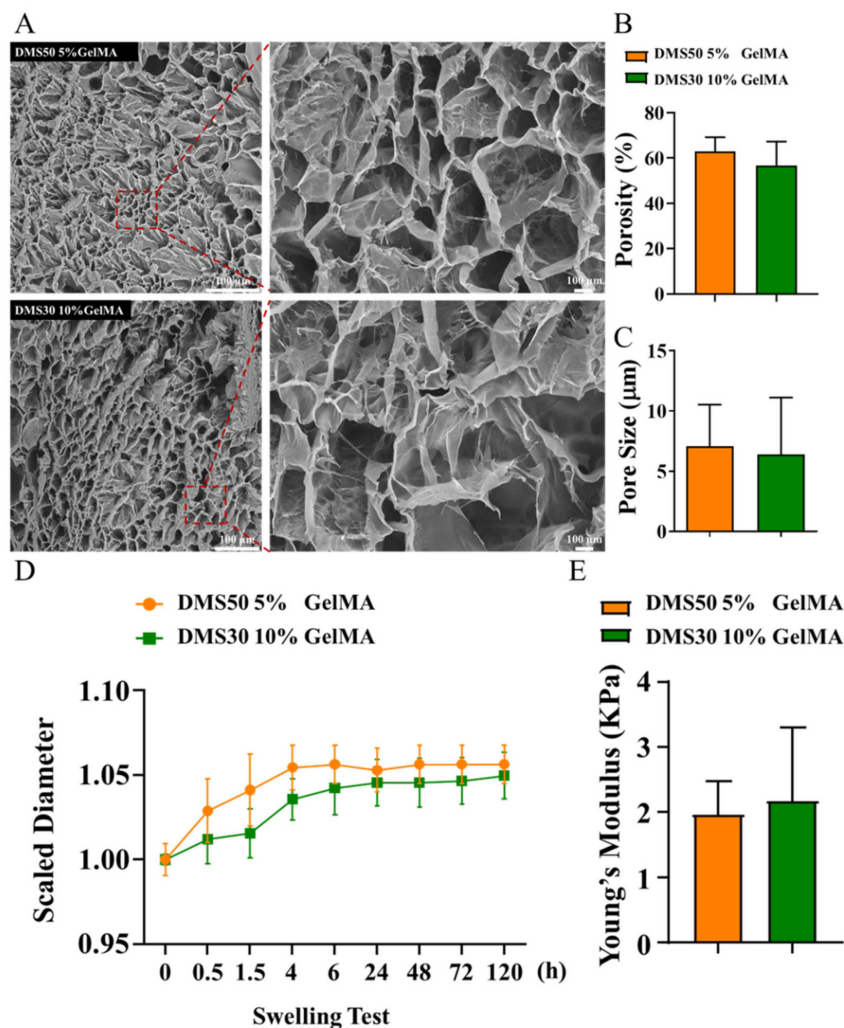 A
DMS50 5%GelMA
100 μm
100 μm
DMS30 10%GelMA
100 μm
100 μm
B
DMS50 5% GelMA
DMS30 10% GelMA
Porosity (%)
80
60
40
60
0
C
Pore Size (μm)
15
10
5
0
D
DMS50 5% GelMA
DMS30 10% GelMA
Scaled Diameter
1.10
1.05
1.00
0.95
0 0.5 1.5 4 6 24 48 72 120 (h)
Swelling Test
E
DMS50 5% GelMA
DMS30 10% GelMA
Young's Modulus (KPa)
4
3
2
1
0